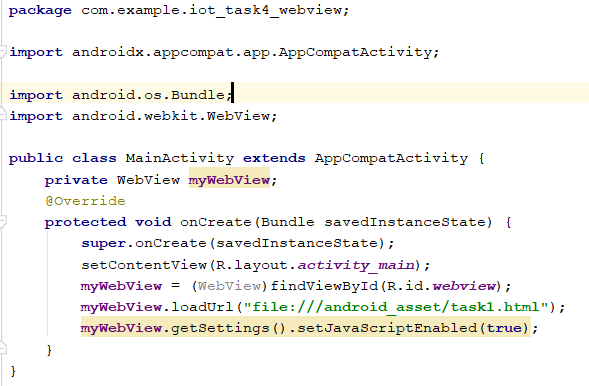 package com.example.iot_task4_webview;
import androidx.appcompat.app.AppCompatActivity;
import android.os.Bundle;
import android.webkit.WebView;
public class MainActivity extends AppCompatActivity {
private WebView myWebView;
@Override
protected void onCreate(Bundle savedInstanceState) {
super.onCreate(savedInstanceState);
setContentView(R.layout.activity_main);
myWebView = (WebView)findViewById(R.id.webview);
myWebView.loadUrl("file:///android_asset/task1.html");
myWebView.getSettings().setJavaScriptEnabled(true);
}
}